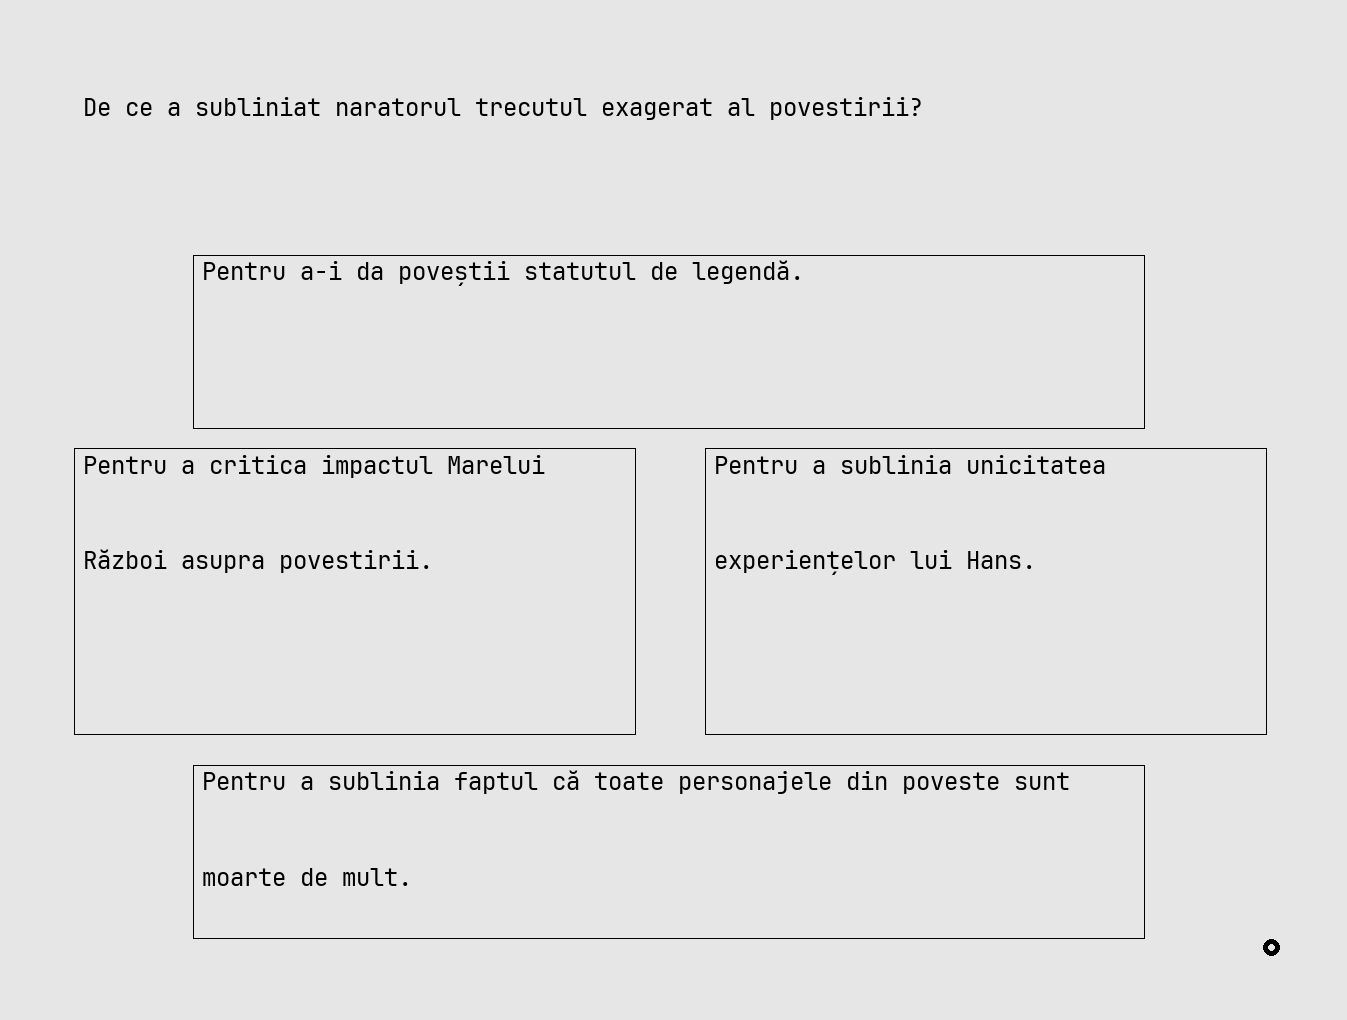 De ce a subliniat naratorul trecutul exagerat al povestirii?
Pentru a-i da poveștii statutul de legendă.
Pentru a critica impactul Marelui
Război asupra povestirii.
Pentru a sublinia unicitatea
experiențelor lui Hans.
Pentru a sublinia faptul că toate personajele din poveste sunt
moarte de mult.